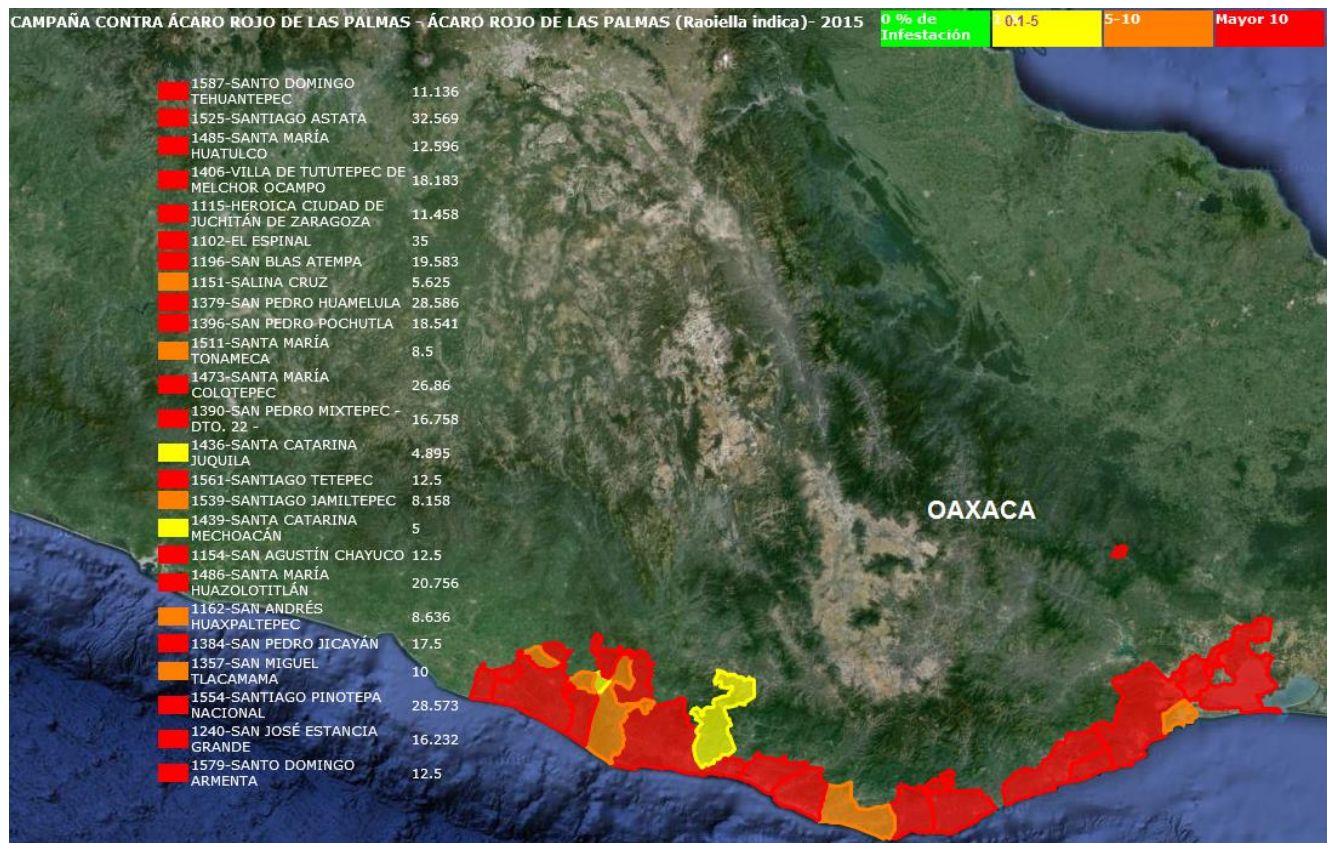 CAMPAÑA CONTRA ÁCARO ROJO DE LAS PALMAS - ÁCARO ROJO DE LAS PALMAS (Raoiella indica)- 2015
0 % de
Infestación
0.1-5
5-10
Mayor 10
1587-SANTO DOMINGO
TEHUANTEPEC 11.136
1525-SANTIAGO ASTATA 32.569
1485-SANTA MARÍA
HUATULCO 12.596
1406-VILLA DE TUTUTEPEC DE
MELCHOR OCAMPO 18.183
1115-HEROICA CIUDAD DE
JUCHITÁN DE ZARAGOZA 11.458
1102-EL ESPINAL 35
1196-SAN BLAS ATEMPA 19.583
1151-SALINA CRUZ 5.625
1379-SAN PEDRO HUAMELULA 28.586
1396-SAN PEDRO POCHUTLA 18.541
1511-SANTA MARÍA
TONAMECA 8.5
1473-SANTA MARÍA
COLOTEPEC 26.86
1390-SAN PEDRO MIXTEPEC -
DTO. 22 - 16.758
1436-SANTA CATARINA
JUQUILA 4.895
1561-SANTIAGO TETEPEC 12.5
1539-SANTIAGO JAMILTEPEC 8.158
1439-SANTA CATARINA
MECHOACÁN 5
1154-SAN AGUSTÍN CHAYUCO 12.5
1486-SANTA MARÍA
HUAZOLOTITLÁN 20.756
1162-SAN ANDRÉS
HUAXPALTEPEC 8.636
1384-SAN PEDRO JICAYÁN 17.5
1357-SAN MIGUEL
TLACAMAMA 10
1554-SANTIAGO PINOTEPA
NACIONAL 28.573
1240-SAN JOSÉ ESTANCIA
GRANDE 16.232
1579-SANTO DOMINGO
ARMENTA 12.5
OAXACA